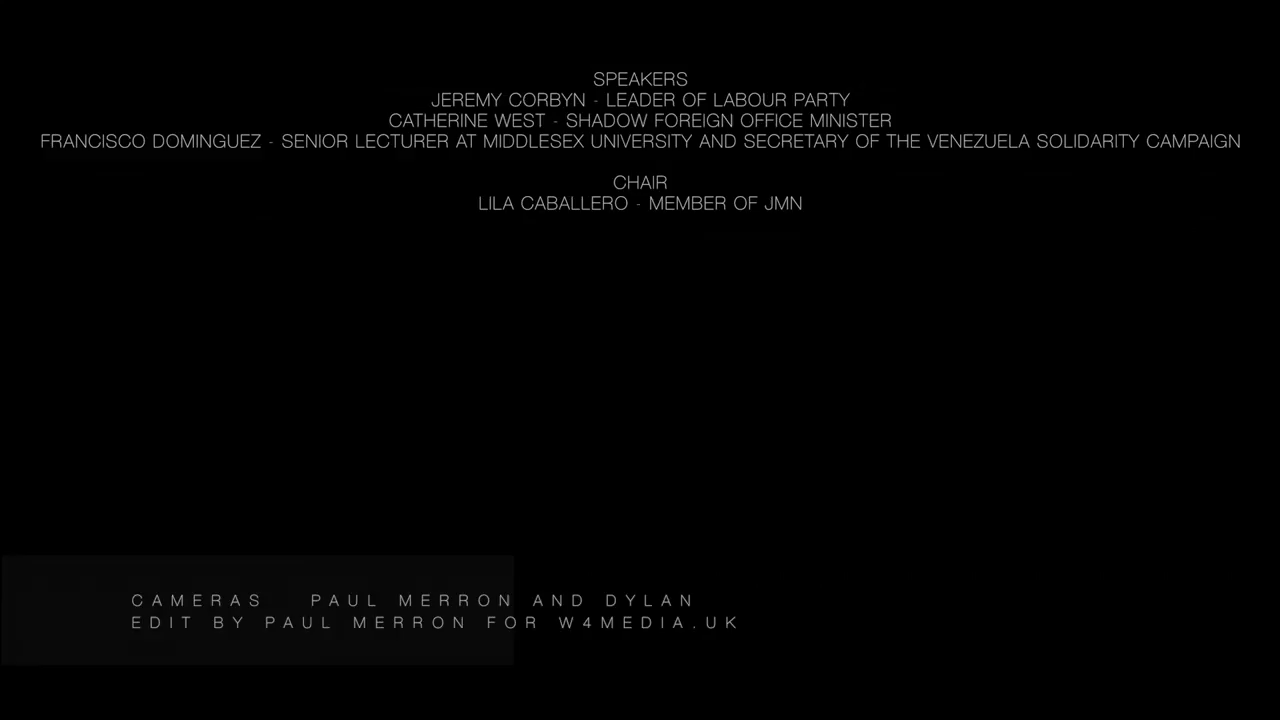 SPEAKERS
JEREMY CORBYN - LEADER OF LABOUR PARTY
CATHERINE WEST - SHADOW FOREIGN OFFICE MINISTER
FRANCISCO DOMINGUEZ - SENIOR LECTURER AT MIDDLESEX UNIVERSITY AND SECRETARY OF THE VENEZUELA SOLIDARITY CAMPAIGN
CHAIR
LILA CABALLERO - MEMBER OF JMN
CAMERAS PAUL MERRON AND DYLAN
EDIT BY PAUL MERRON FOR W4MEDIA.UK